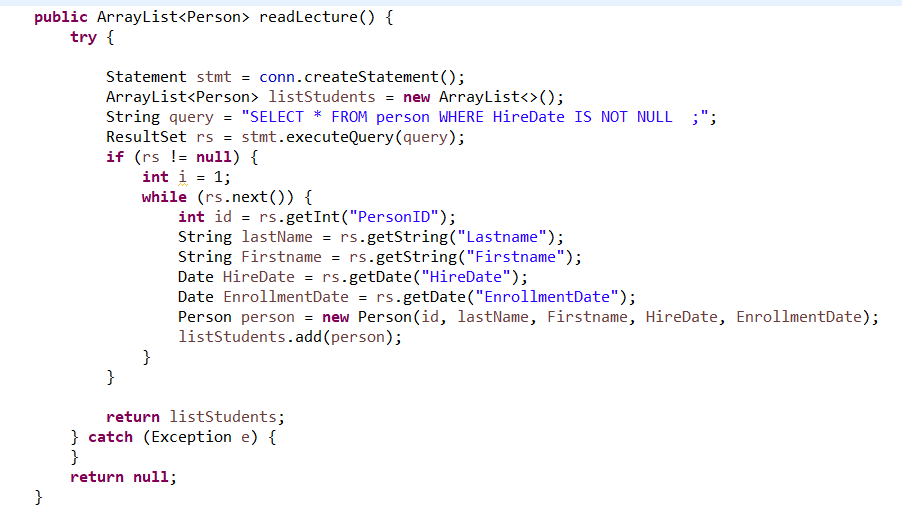 public ArrayList<Person> readLecture() {
try {
Statement stmt = conn.createStatement();
ArrayList<Person> listStudents = new ArrayList<>();
String query = "SELECT * FROM person WHERE HireDate IS NOT NULL  ;";
ResultSet rs = stmt.executeQuery(query);
if (rs != null) {
int i = 1;
while (rs.next()) {
int id = rs.getInt("PersonID");
String lastName = rs.getString("Lastname");
String Firstname = rs.getString("Firstname");
Date HireDate = rs.getDate("HireDate");
Date EnrollmentDate = rs.getDate("EnrollmentDate");
Person person = new Person(id, lastName, Firstname, HireDate, EnrollmentDate);
listStudents.add(person);
}
}
return listStudents;
} catch (Exception e) {
}
return null;
}